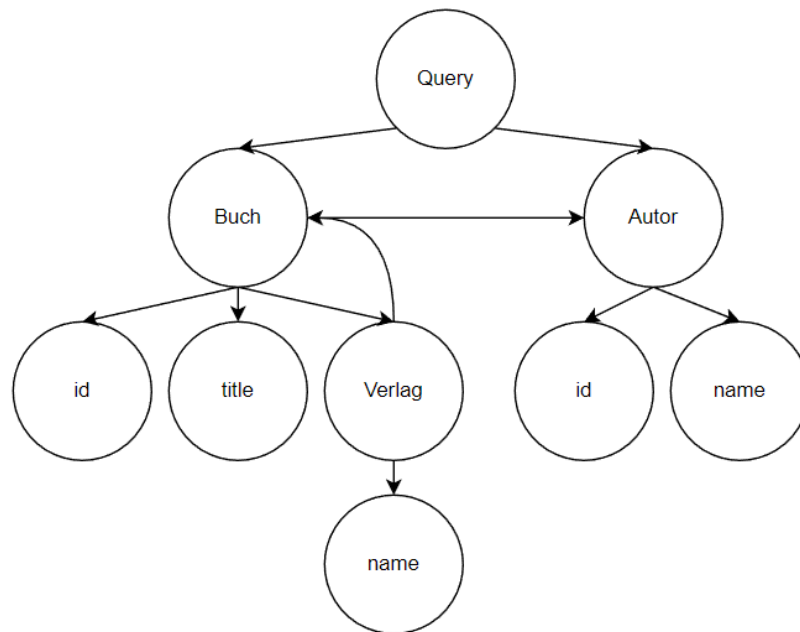 Query
Buch
Autor
id
title
Verlag
id
name
name